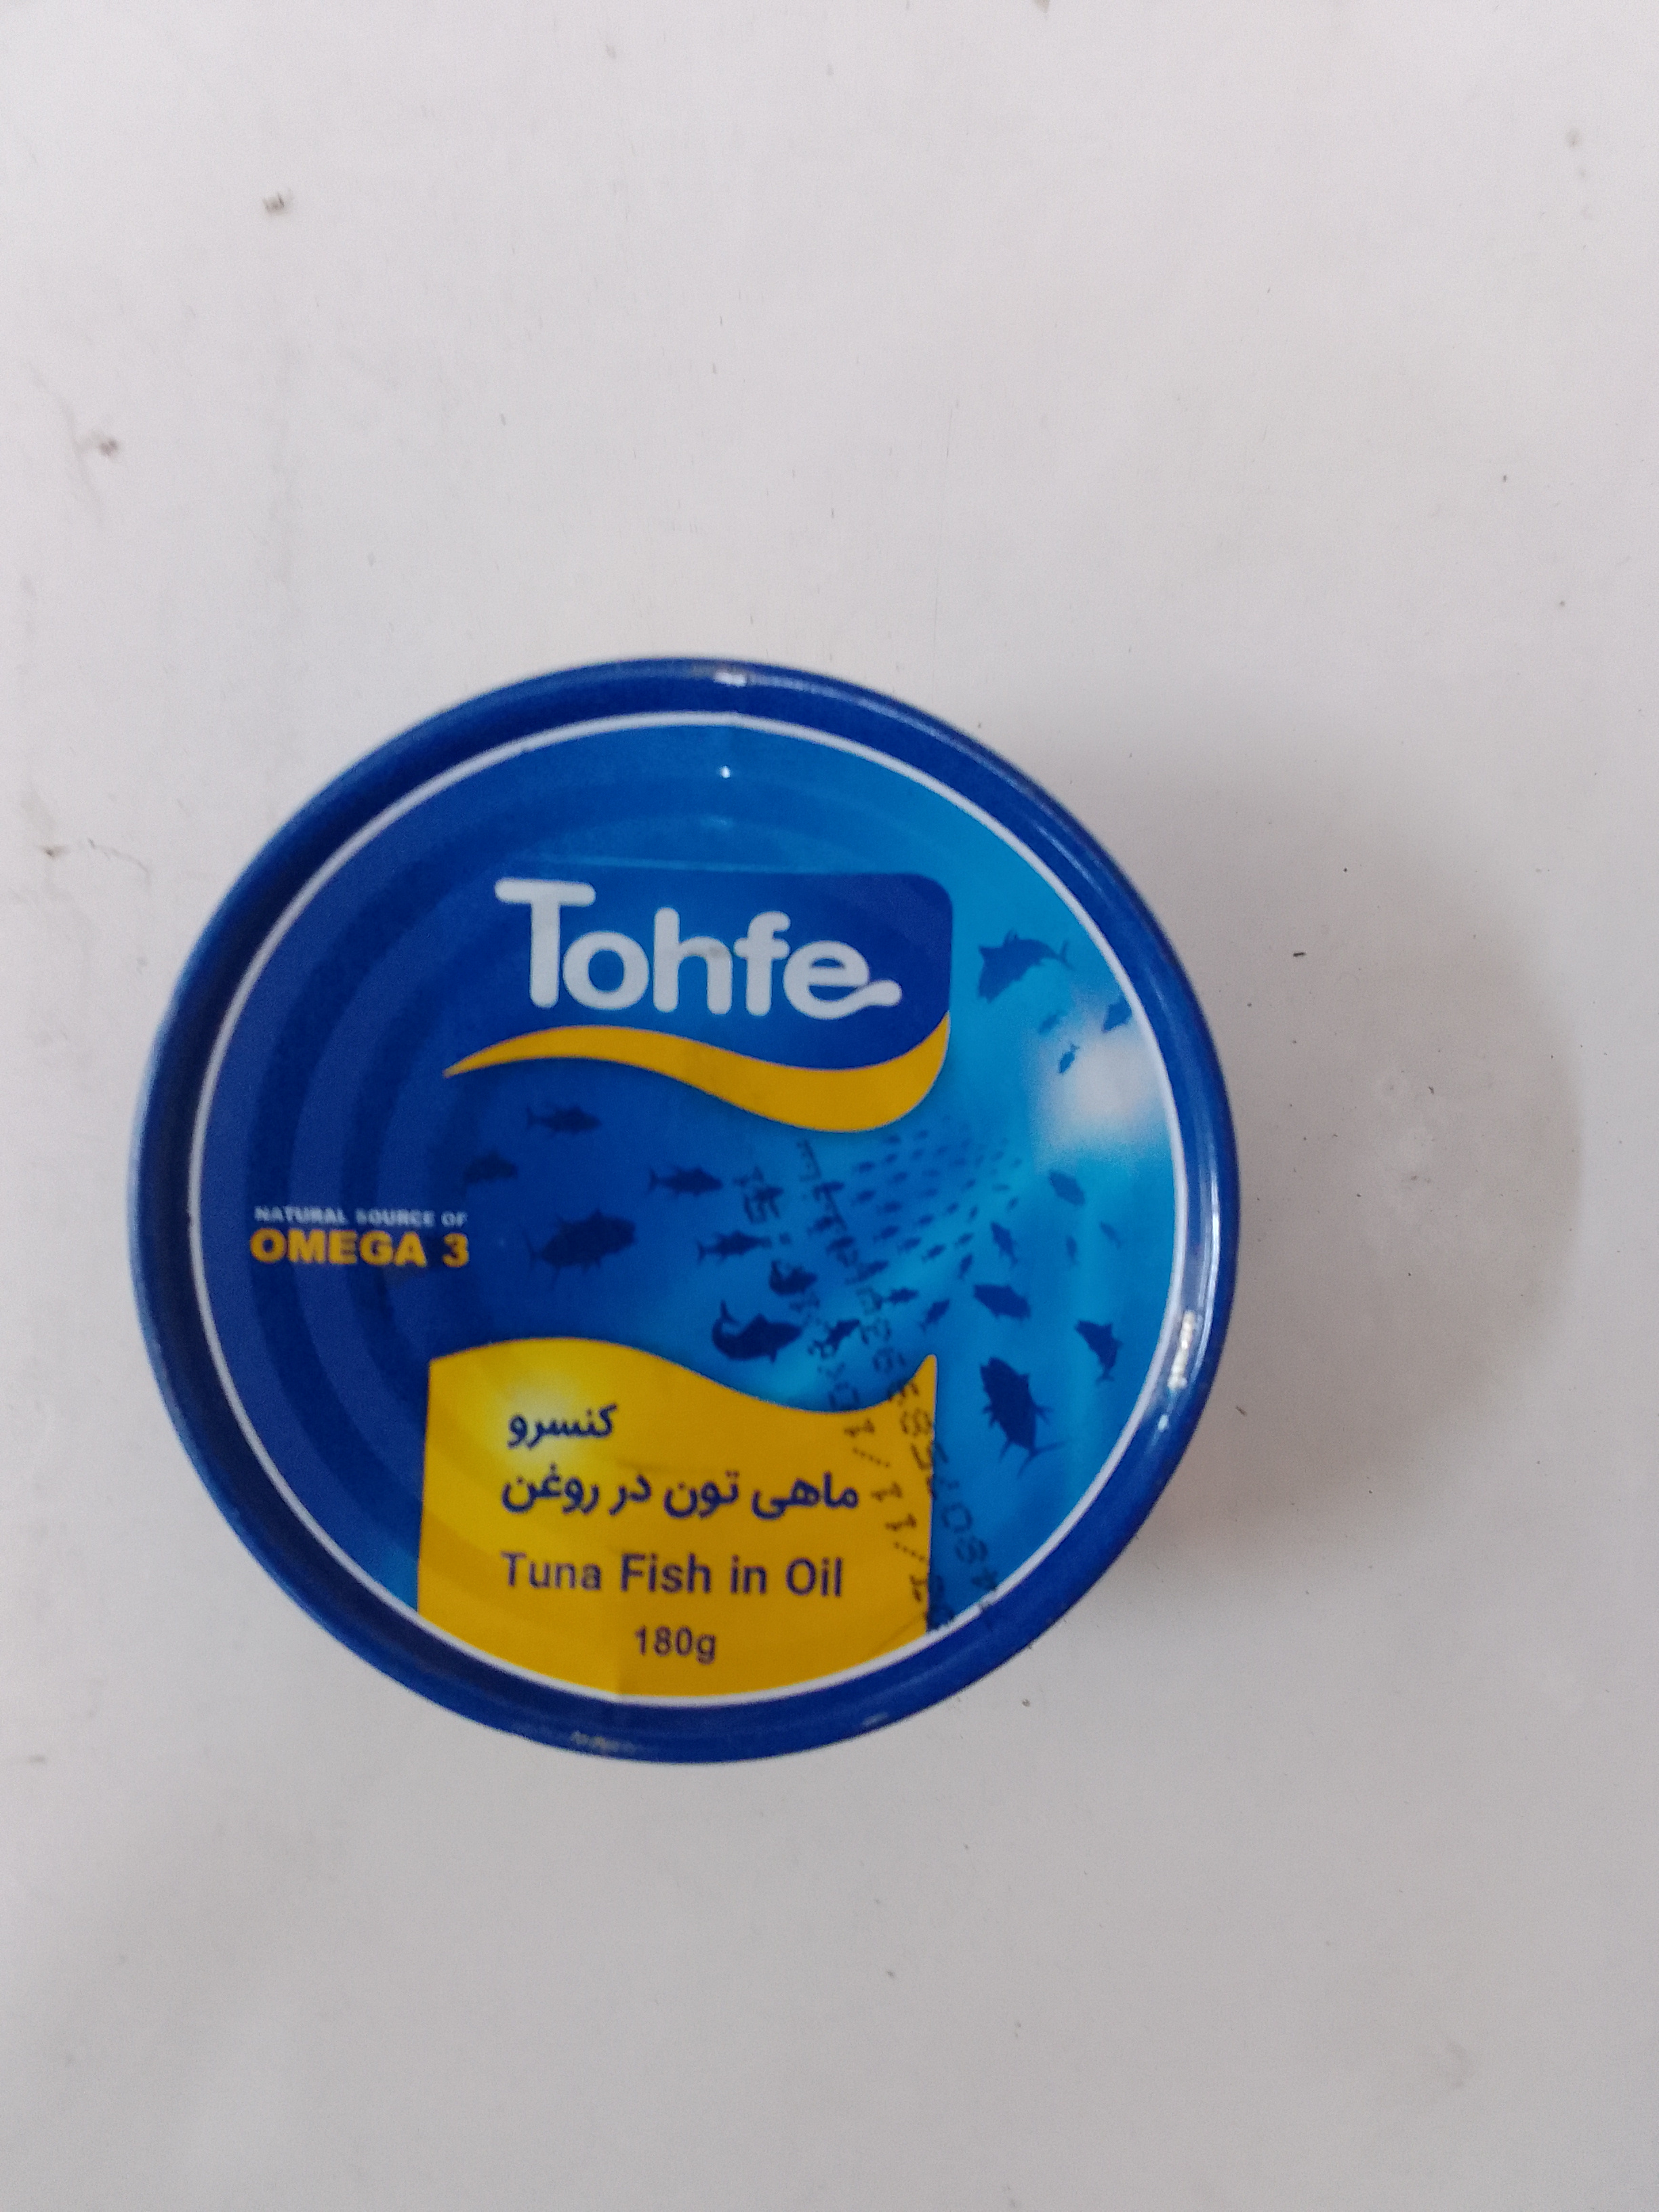 Tohfe
NATURAL SOURCE OF
OMEGA 3
کنسرو
ماهی تون در روغن
Tuna Fish in Oil
180g